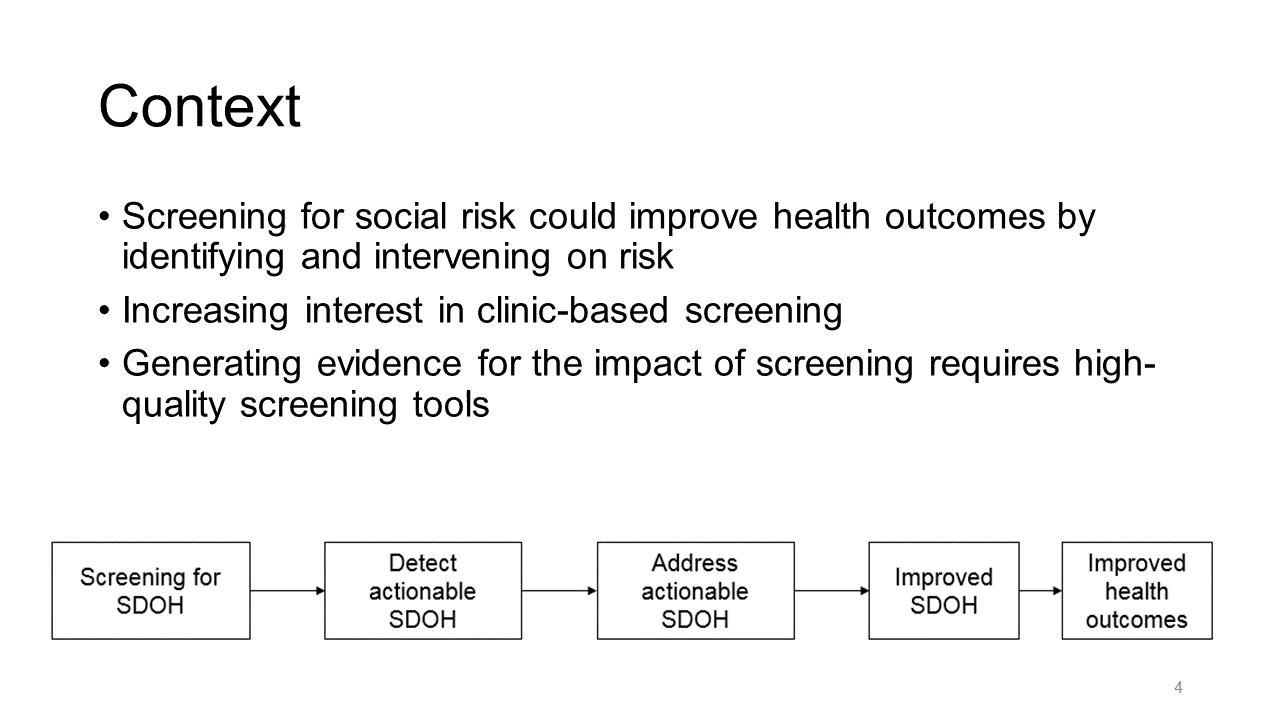 Context
• Screening for social risk could improve health outcomes by
identifying and intervening on risk
• Increasing interest in clinic-based screening
• Generating evidence for the impact of screening requires high-
quality screening tools
Screening for
SDOH
Detect
actionable
SDOH
Address
actionable
SDOH
Improved
SDOH
Improved
health
outcomes
4